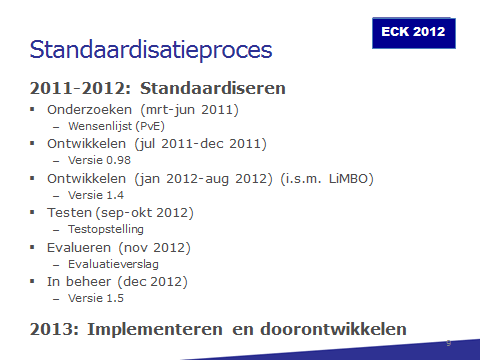 ECK 2012
Standaardisatieproces
2011-2012: Standaardiseren
▪ Onderzoeken (mrt-jun 2011)
– Wensenlijst (PvE)
▪ Ontwikkelen (jul 2011-dec 2011)
– Versie 0.98
▪ Ontwikkelen (jan 2012-aug 2012) (i.s.m. LiMBO)
– Versie 1.4
▪ Testen (sep-okt 2012)
– Testopstelling
▪ Evalueren (nov 2012)
– Evaluatieverslag
▪ In beheer (dec 2012)
– Versie 1.5
2013: Implementeren en doorontwikkelen
9